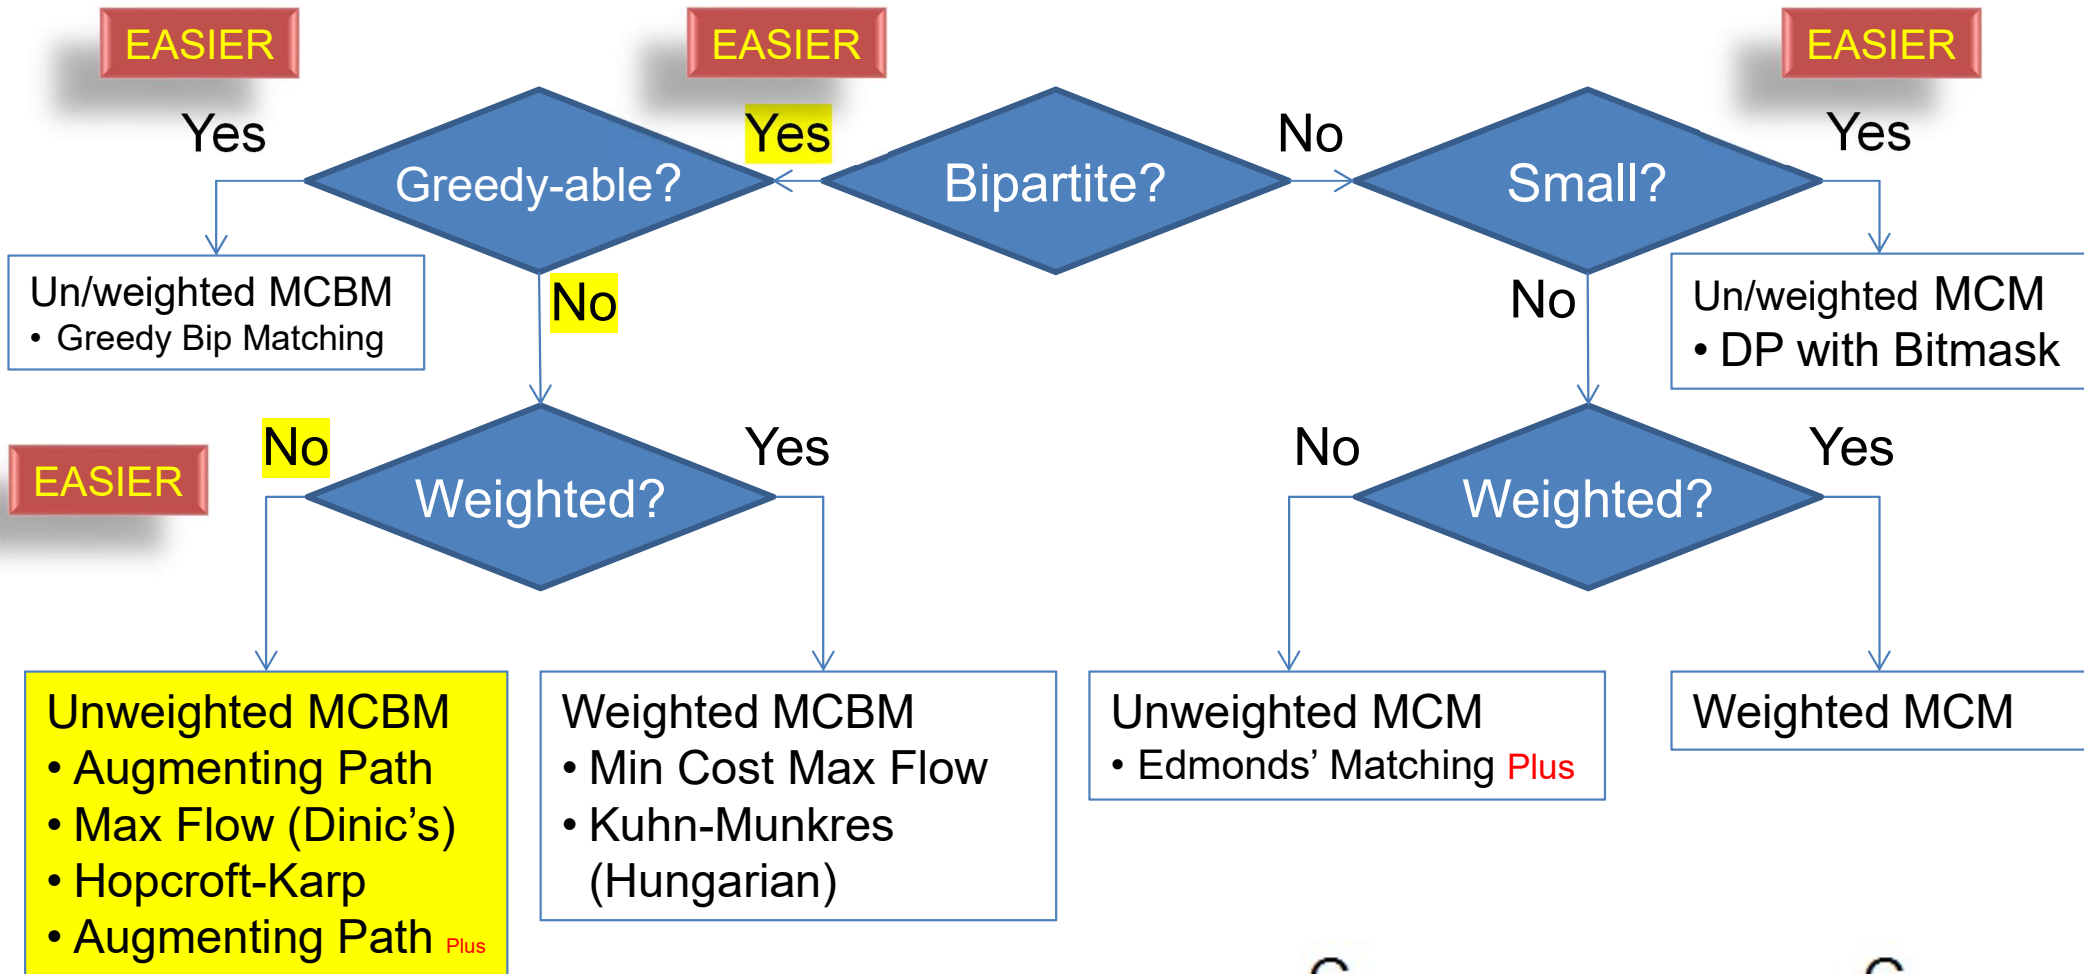 EASIER
EASIER
EASIER
Yes
Yes
No
Yes
Greedy-able?
Bipartite?
Small?
Un/weighted MCBM
• Greedy Bip Matching
No
No
Un/weighted MCM
• DP with Bitmask
EASIER
No
Yes
No
Yes
Weighted?
Weighted?
Unweighted MCBM
• Augmenting Path
• Max Flow (Dinic’s)
• Hopcroft-Karp
• Augmenting Path Plus
Weighted MCBM
• Min Cost Max Flow
• Kuhn-Munkres
(Hungarian)
Unweighted MCM
• Edmonds’ Matching Plus
Weighted MCM